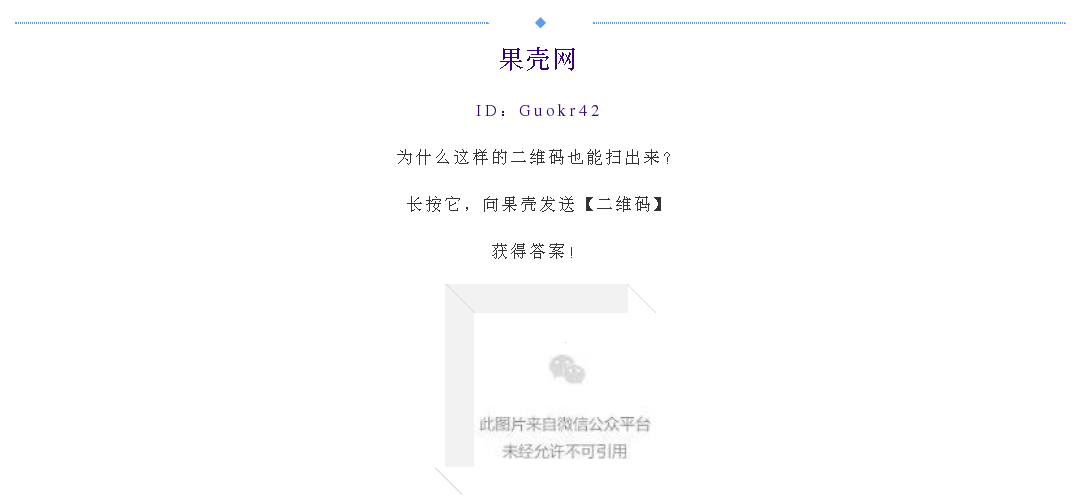 果壳网
ID：Guokr42
为什么这样的二维码也能扫出来？
长按它，向果壳发送【二维码】
获得答案！
此图片来自微信公众平台
未经允许不可引用